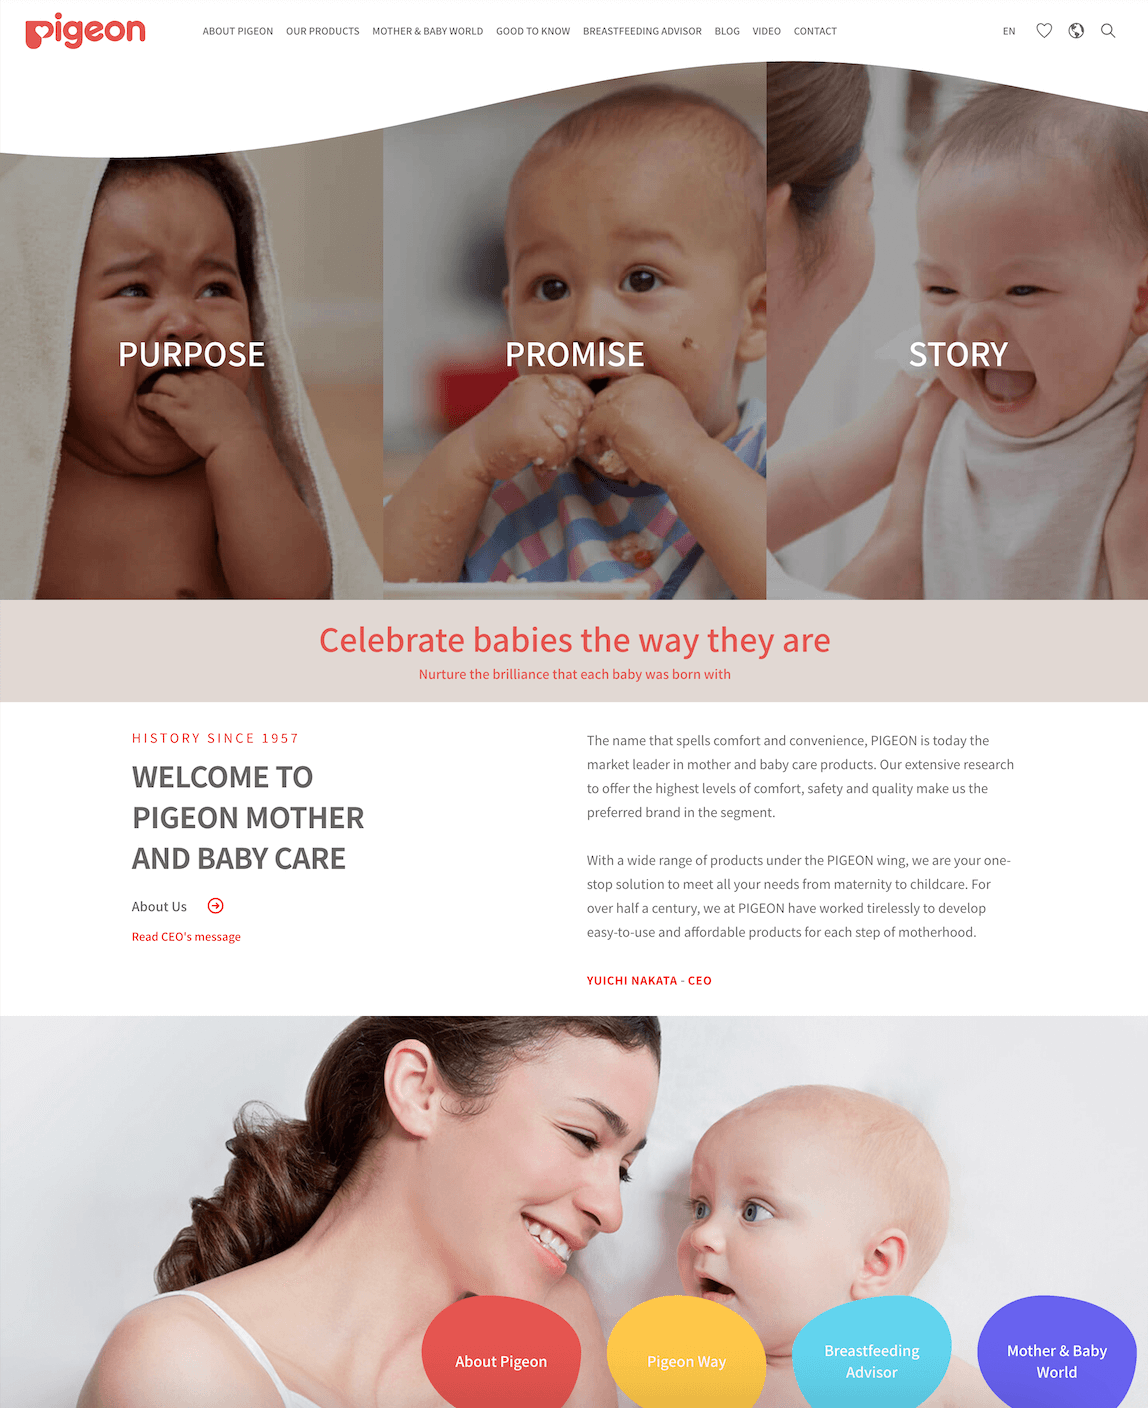 pigeon
ABOUT PIGEON OUR PRODUCTS MOTHER & BABY WORLD GOOD TO KNOW BREASTFEEDING ADVISOR BLOG VIDEO CONTACT EN
PURPOSE
PROMISE
STORY
Celebrate babies the way they are
Nurture the brilliance that each baby was born with
HISTORY SINCE 1957
WELCOME TO
PIGEON MOTHER
AND BABY CARE
About Us
Read CEO's message
The name that spells comfort and convenience, PIGEON is today the
market leader in mother and baby care products. Our extensive research
to offer the highest levels of comfort, safety and quality make us the
preferred brand in the segment.
With a wide range of products under the PIGEON wing, we are your one-
stop solution to meet all your needs from maternity to childcare. For
over half a century, we at PIGEON have worked tirelessly to develop
easy-to-use and affordable products for each step of motherhood.
YUICHI NAKATA - CEO
About Pigeon
Pigeon Way
Breastfeeding
Advisor
Mother & Baby
World